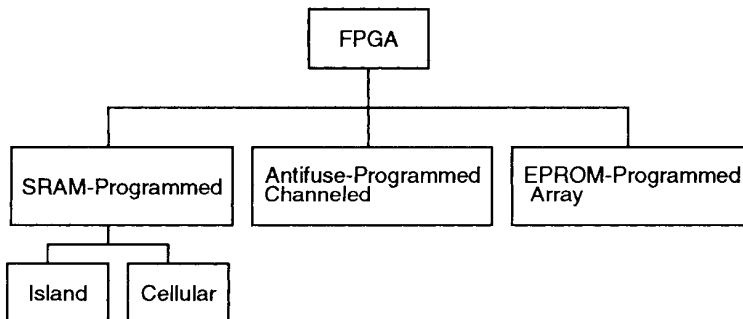 FPGA
SRAM-Programmed
Antifuse-Programmed
Channeled
EPROM-Programmed
Array
Island
Cellular